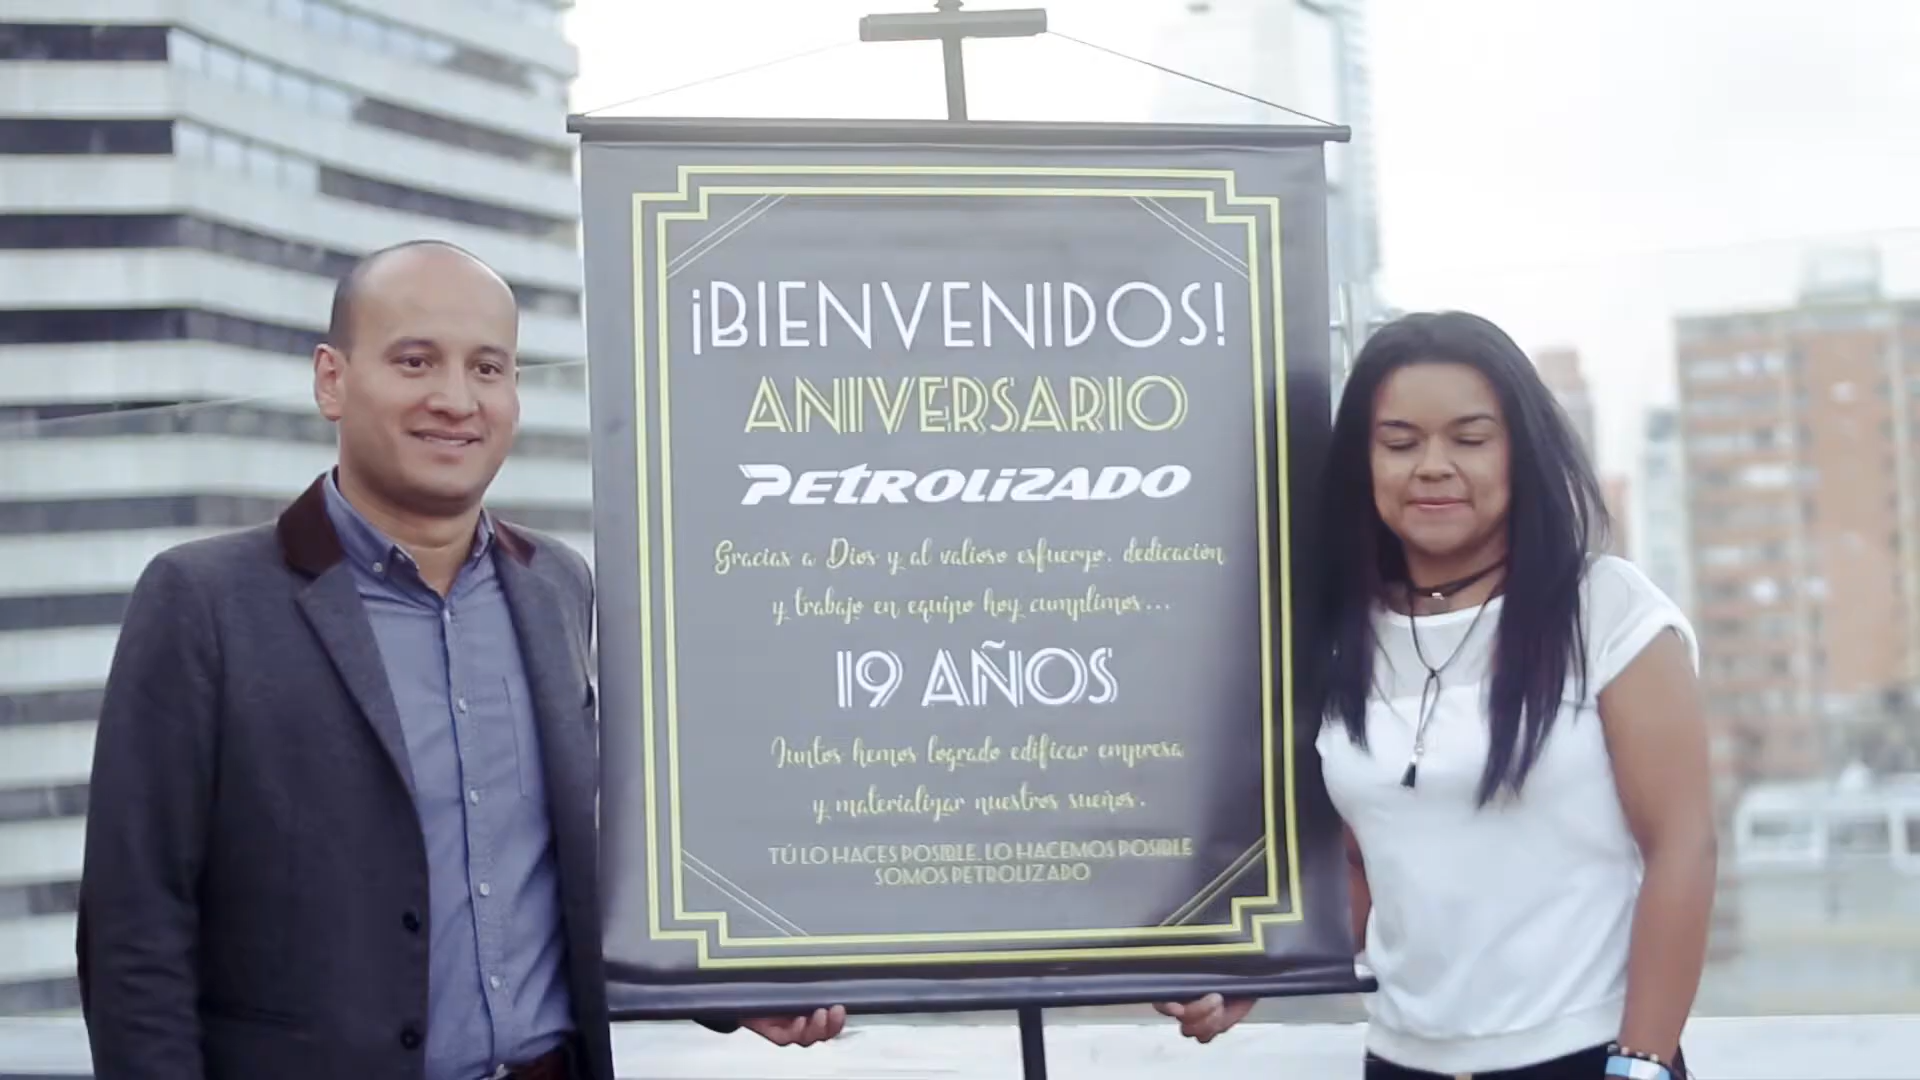 ¡BIENVENIDOS!
ANIVERSARIO
PETROLIZADO
Gracias a Dios y al valioso esfuerzo, dedicación
y trabajo en equipo hoy cumplimos...
19 AÑOS
Juntos hemos logrado edificar empresa
y materializar nuestros sueños.
TÚ LO HACES POSIBLE, LO HACEMOS POSIBLE
SOMOS PETROLIZADO